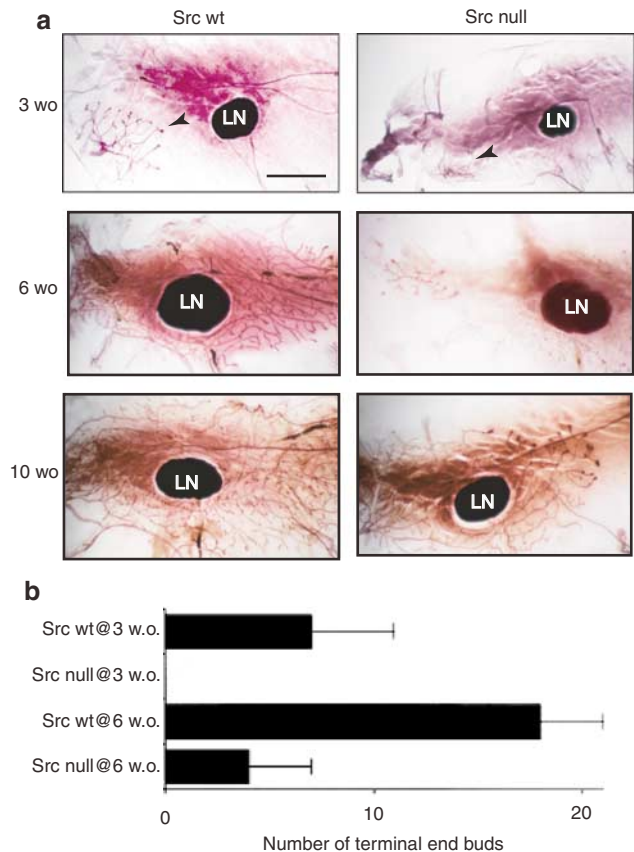 a
Src wt
Src null
3 wo
LN
LN
6 wo
LN
LN
10 wo
LN
LN
b
Src wt@3 w.o.
Src null@3 w.o.
Src wt@6 w.o.
Src null@6 w.o.
0
10
20
Number of terminal end buds